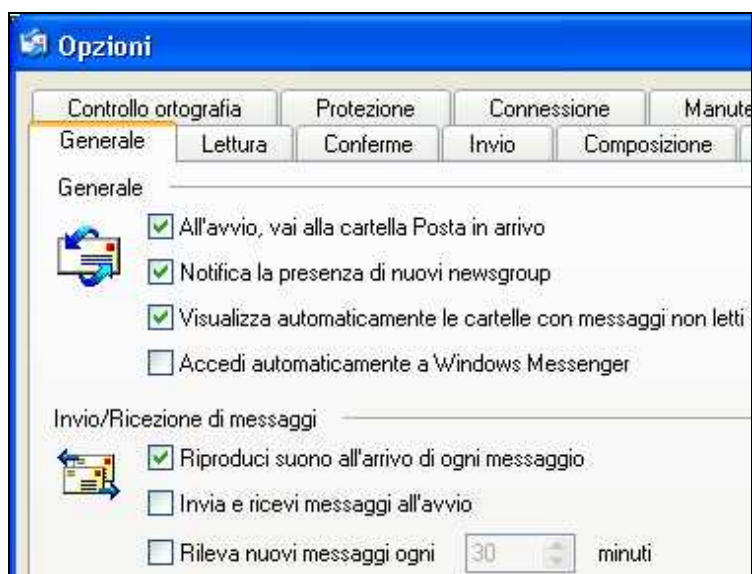 Opzioni
Controllo ortografia Protezione Connessione Manute
Generale Lettura Conferme Invio Composizione
Generale
All'avvio, vai alla cartella Posta in arrivo
Notifica la presenza di nuovi newsgroup
Visualizza automaticamente le cartelle con messaggi non letti
Accedi automaticamente a Windows Messenger
Invio/Ricezione di messaggi
Riproduci suono all'arrivo di ogni messaggio
Invia e ricevi messaggi all'avvio
Rileva nuovi messaggi ogni 30 minuti